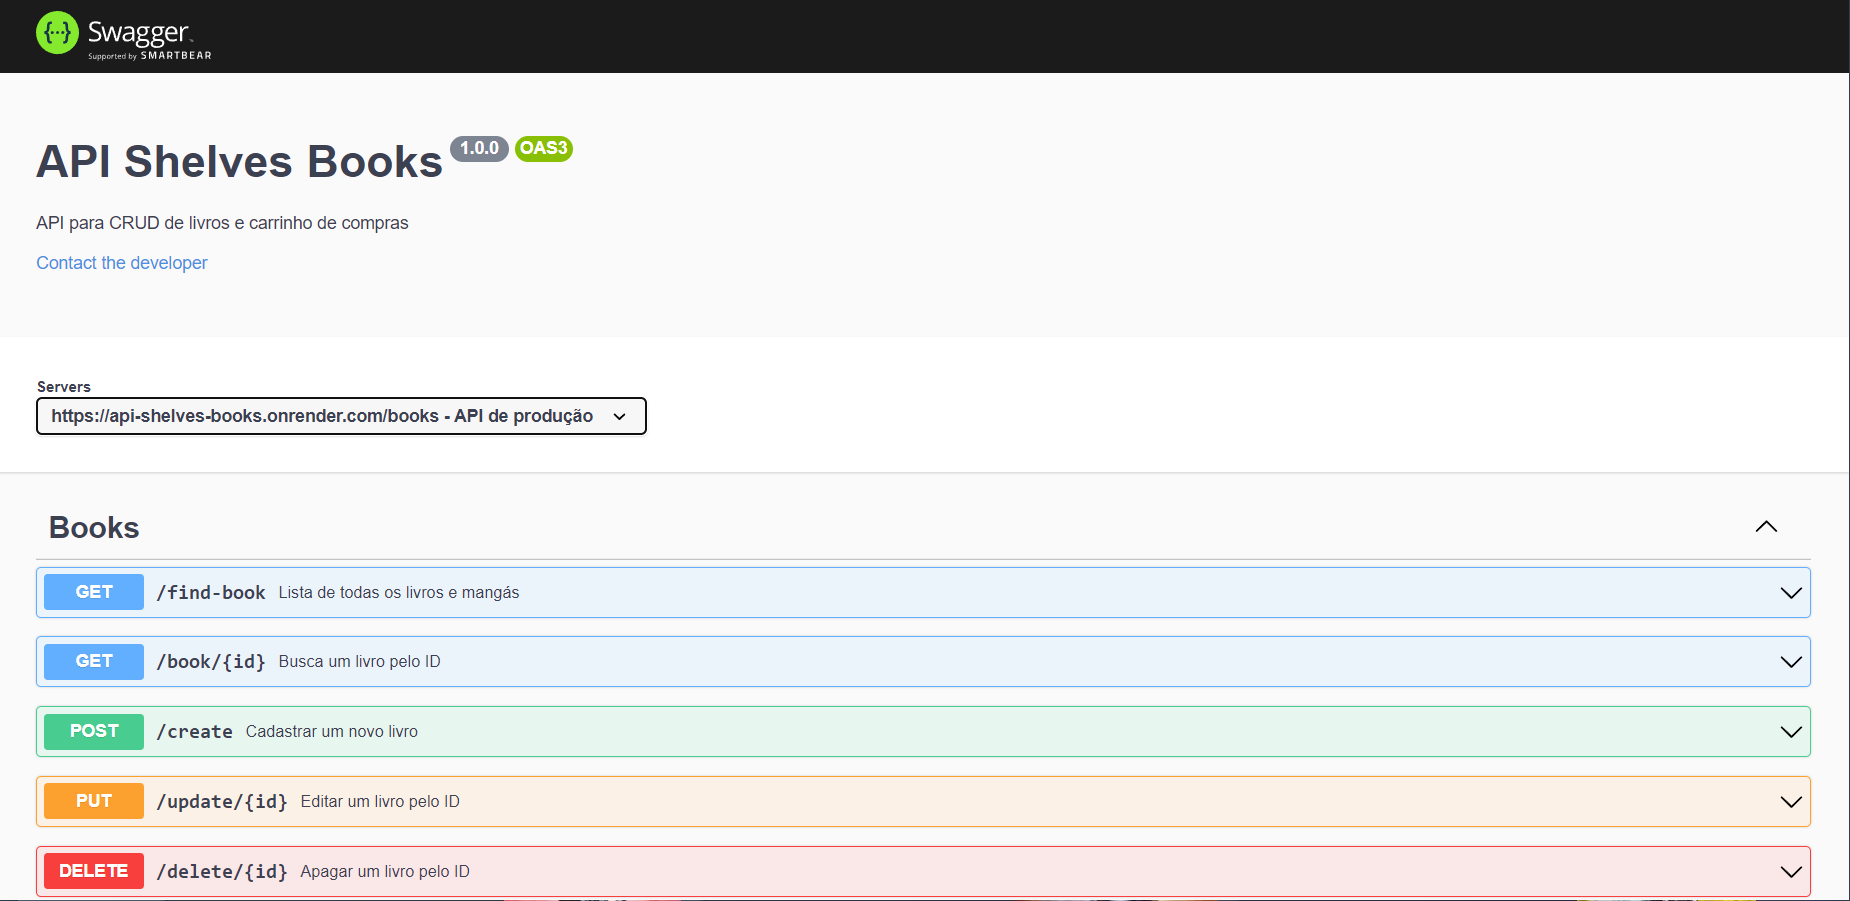 Swagger
Supported by SMARTBEAR
API Shelves Books 1.0.0 OAS3
API para CRUD de livros e carrinho de compras
Contact the developer
Servers
https://api-shelves-books.onrender.com/books - API de produção
Books
GET /find-book Lista de todas os livros e mangás
GET /book/{id} Busca um livro pelo ID
POST /create Cadastrar um novo livro
PUT /update/{id} Editar um livro pelo ID
DELETE /delete/{id} Apagar um livro pelo ID